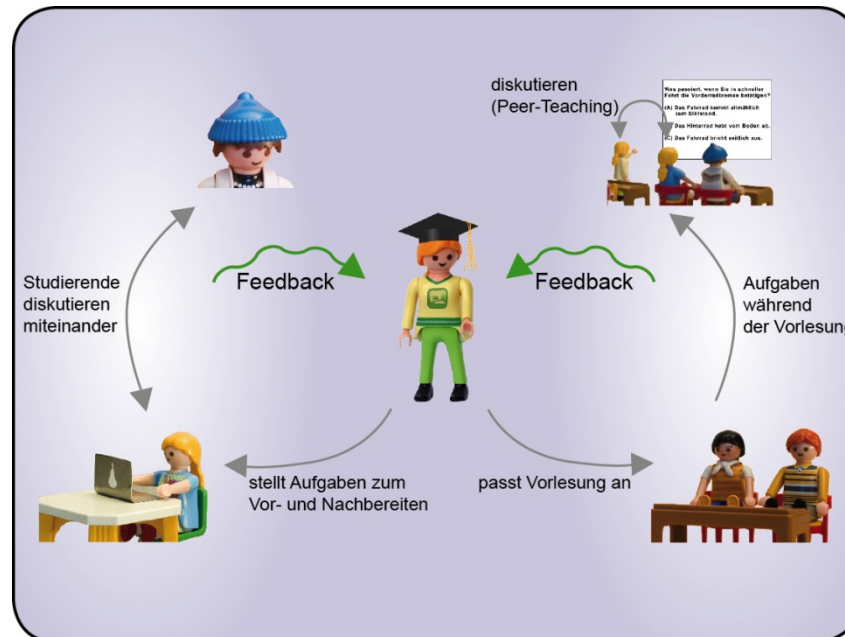 diskutieren
(Peer-Teaching)
Was passiert, wenn Sie in schneller
Fahrt die Vorderradbremse betätigen?
(A) Das Fahrrad kommt allmählich
zum Stillstand.
Das Hinterrad hebt vom Boden ab.
(C) Das Fahrrad bricht seitlich aus.
Studierende
diskutieren
miteinander
Feedback
Feedback
Aufgaben
während
der Vorlesung
stellt Aufgaben zum
Vor- und Nachbereiten
passt Vorlesung an